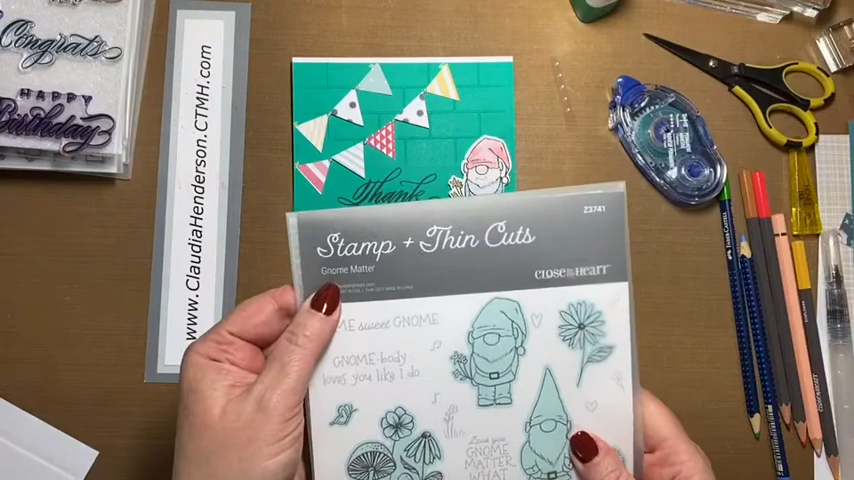 Congrats
HAPPY
Birthday
www.ClaudiaHenderson.CTMH.com
Thank
Stamp + Thin Cuts
Z3741
Gnome Matter
CLOSE TO MY HEART
ME sweet GNOME
GNOME-body
loves you like I do
Love you
GNOME
MATTER
WHAT